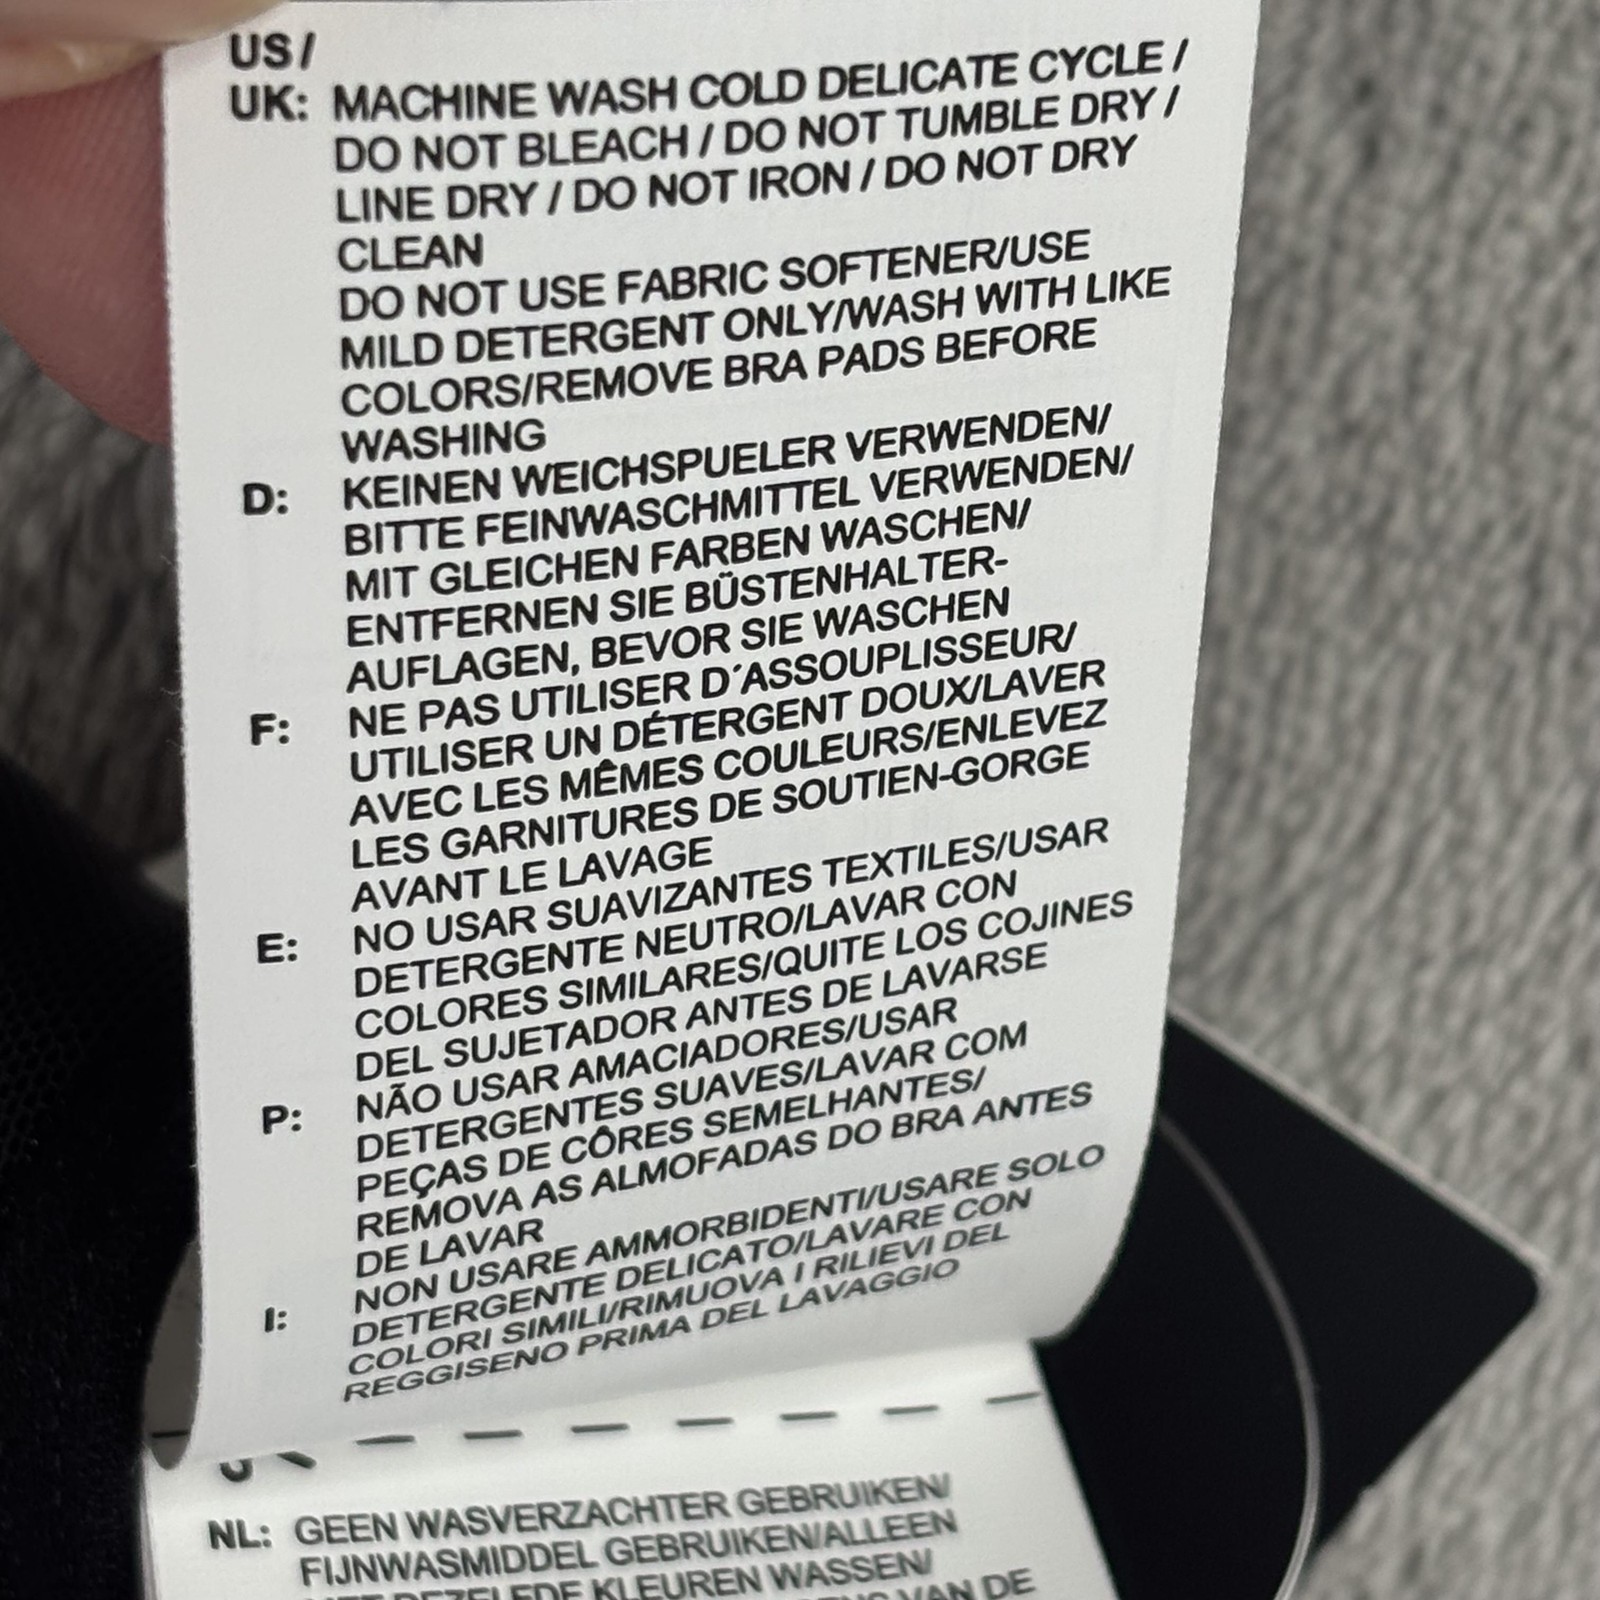 US /
UK: MACHINE WASH COLD DELICATE CYCLE /
DO NOT BLEACH / DO NOT TUMBLE DRY /
LINE DRY / DO NOT IRON / DO NOT DRY
CLEAN
DO NOT USE FABRIC SOFTENER/USE
MILD DETERGENT ONLY/WASH WITH LIKE
COLORS/REMOVE BRA PADS BEFORE
WASHING
D: KEINEN WEICHSPUELER VERWENDEN/
BITTE FEINWASCHMITTEL VERWENDEN/
MIT GLEICHEN FARBEN WASCHEN/
ENTFERNEN SIE BÜSTENHALTER-
AUFLAGEN, BEVOR SIE WASCHEN
F: NE PAS UTILISER D´ASSOUPLISSEUR/
UTILISER UN DÉTERGENT DOUX/LAVER
AVEC LES MÊMES COULEURS/ENLEVEZ
LES GARNITURES DE SOUTIEN-GORGE
AVANT LE LAVAGE
E: NO USAR SUAVIZANTES TEXTILES/USAR
DETERGENTE NEUTRO/LAVAR CON
COLORES SIMILARES/QUITE LOS COJINES
DEL SUJETADOR ANTES DE LAVARSE
P: NÃO USAR AMACIADORES/USAR
DETERGENTES SUAVES/LAVAR COM
PEÇAS DE CÔRES SEMELHANTES/
REMOVA AS ALMOFADAS DO BRA ANTES
DE LAVAR
I: NON USARE AMMORBIDENTI/USARE SOLO
DETERGENTE DELICATO/LAVARE CON
COLORI SIMILI/RIMUOVA I RILIEVI DEL
REGGISENO PRIMA DEL LAVAGGIO
NL: GEEN WASVERZACHTER GEBRUIKEN/
FIJNWASMIDDEL GEBRUIKEN/ALLEEN
MET DEZELFDE KLEUREN WASSEN/
VAN DE